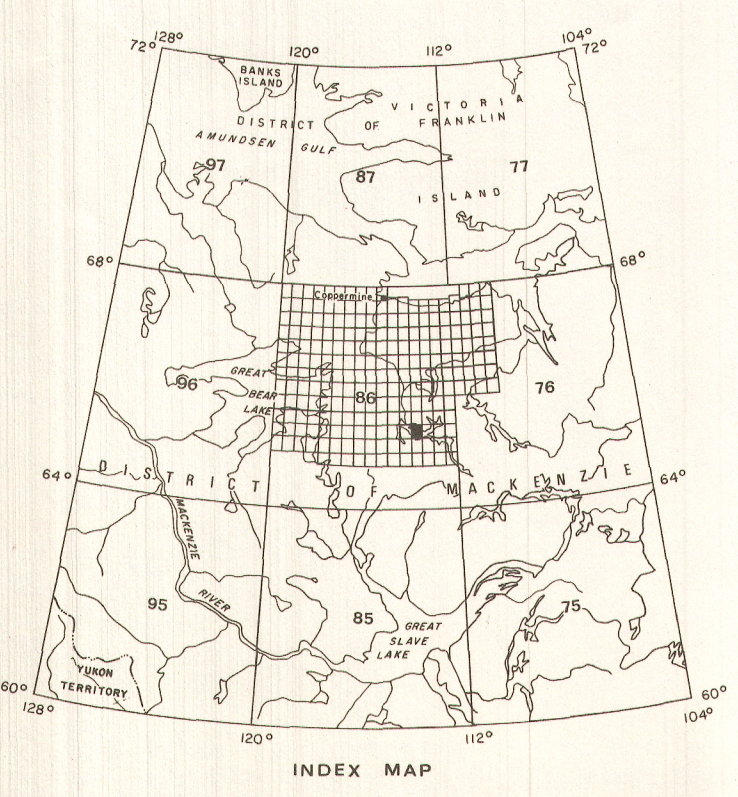 128° 120° 112° 104°
72° 72°
BANKS
ISLAND
VICTORIA
DISTRICT OF FRANKLIN
AMUNDSEN GULF
97 87 77
ISLAND
68° 68°
Coppermine
GREAT
96 86 76
BEAR
LAKE
64° 64°
DISTRICT OF MACKENZIE
MACKENZIE
RIVER
95 85 75
GREAT
SLAVE
LAKE
YUKON
TERRITORY
60° 60°
128° 120° 112° 104°
INDEX MAP